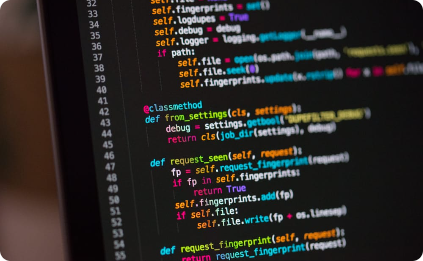 32
33 self.fingerprints = set()
34 self.logdupes = True
35 self.debug = debug
36 self.logger = logging.getLogger(__name__)
37 if path:
38 self.file = open(os.path.join(path, 'requests.seen'),
39 self.file.seek(0)
40 self.fingerprints.update(x.rstrip() for x in self.file)
41
42 @classmethod
43 def from_settings(cls, settings):
44 debug = settings.getbool('DUPEFILTER_DEBUG')
45 return cls(job_dir(settings), debug)
46
47 def request_seen(self, request):
48 fp = self.request_fingerprint(request)
49 if fp in self.fingerprints:
50 return True
51 self.fingerprints.add(fp)
52 if self.file:
53 self.file.write(fp + os.linesep)
54
55 def request_fingerprint(self, request):
return request_fingerprint(request)